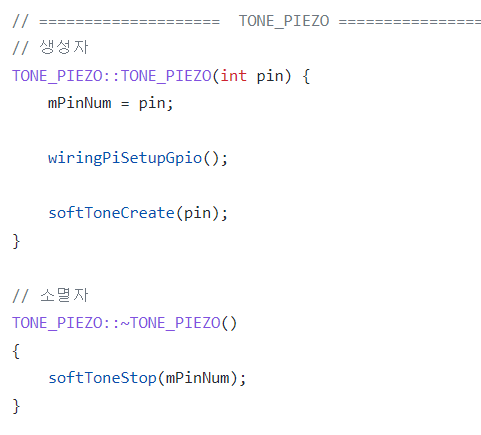 // ==================== TONE_PIEZO ================
// 생성자
TONE_PIEZO::TONE_PIEZO(int pin) {
    mPinNum = pin;
    wiringPiSetupGpio();
    softToneCreate(pin);
}
// 소멸자
TONE_PIEZO::~TONE_PIEZO()
{
    softToneStop(mPinNum);
}